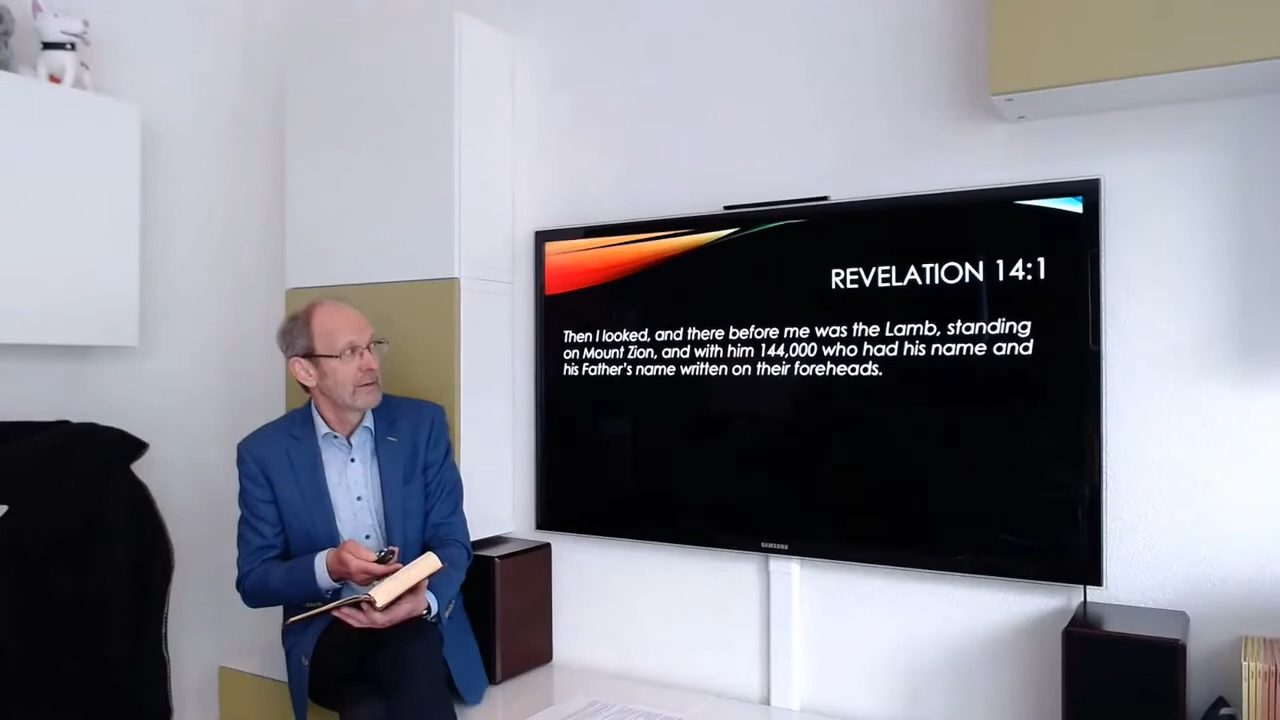 REVELATION 14:1
Then I looked, and there before me was the Lamb, standing
on Mount Zion, and with him 144,000 who had his name and
his Father's name written on their foreheads.
SAMSUNG